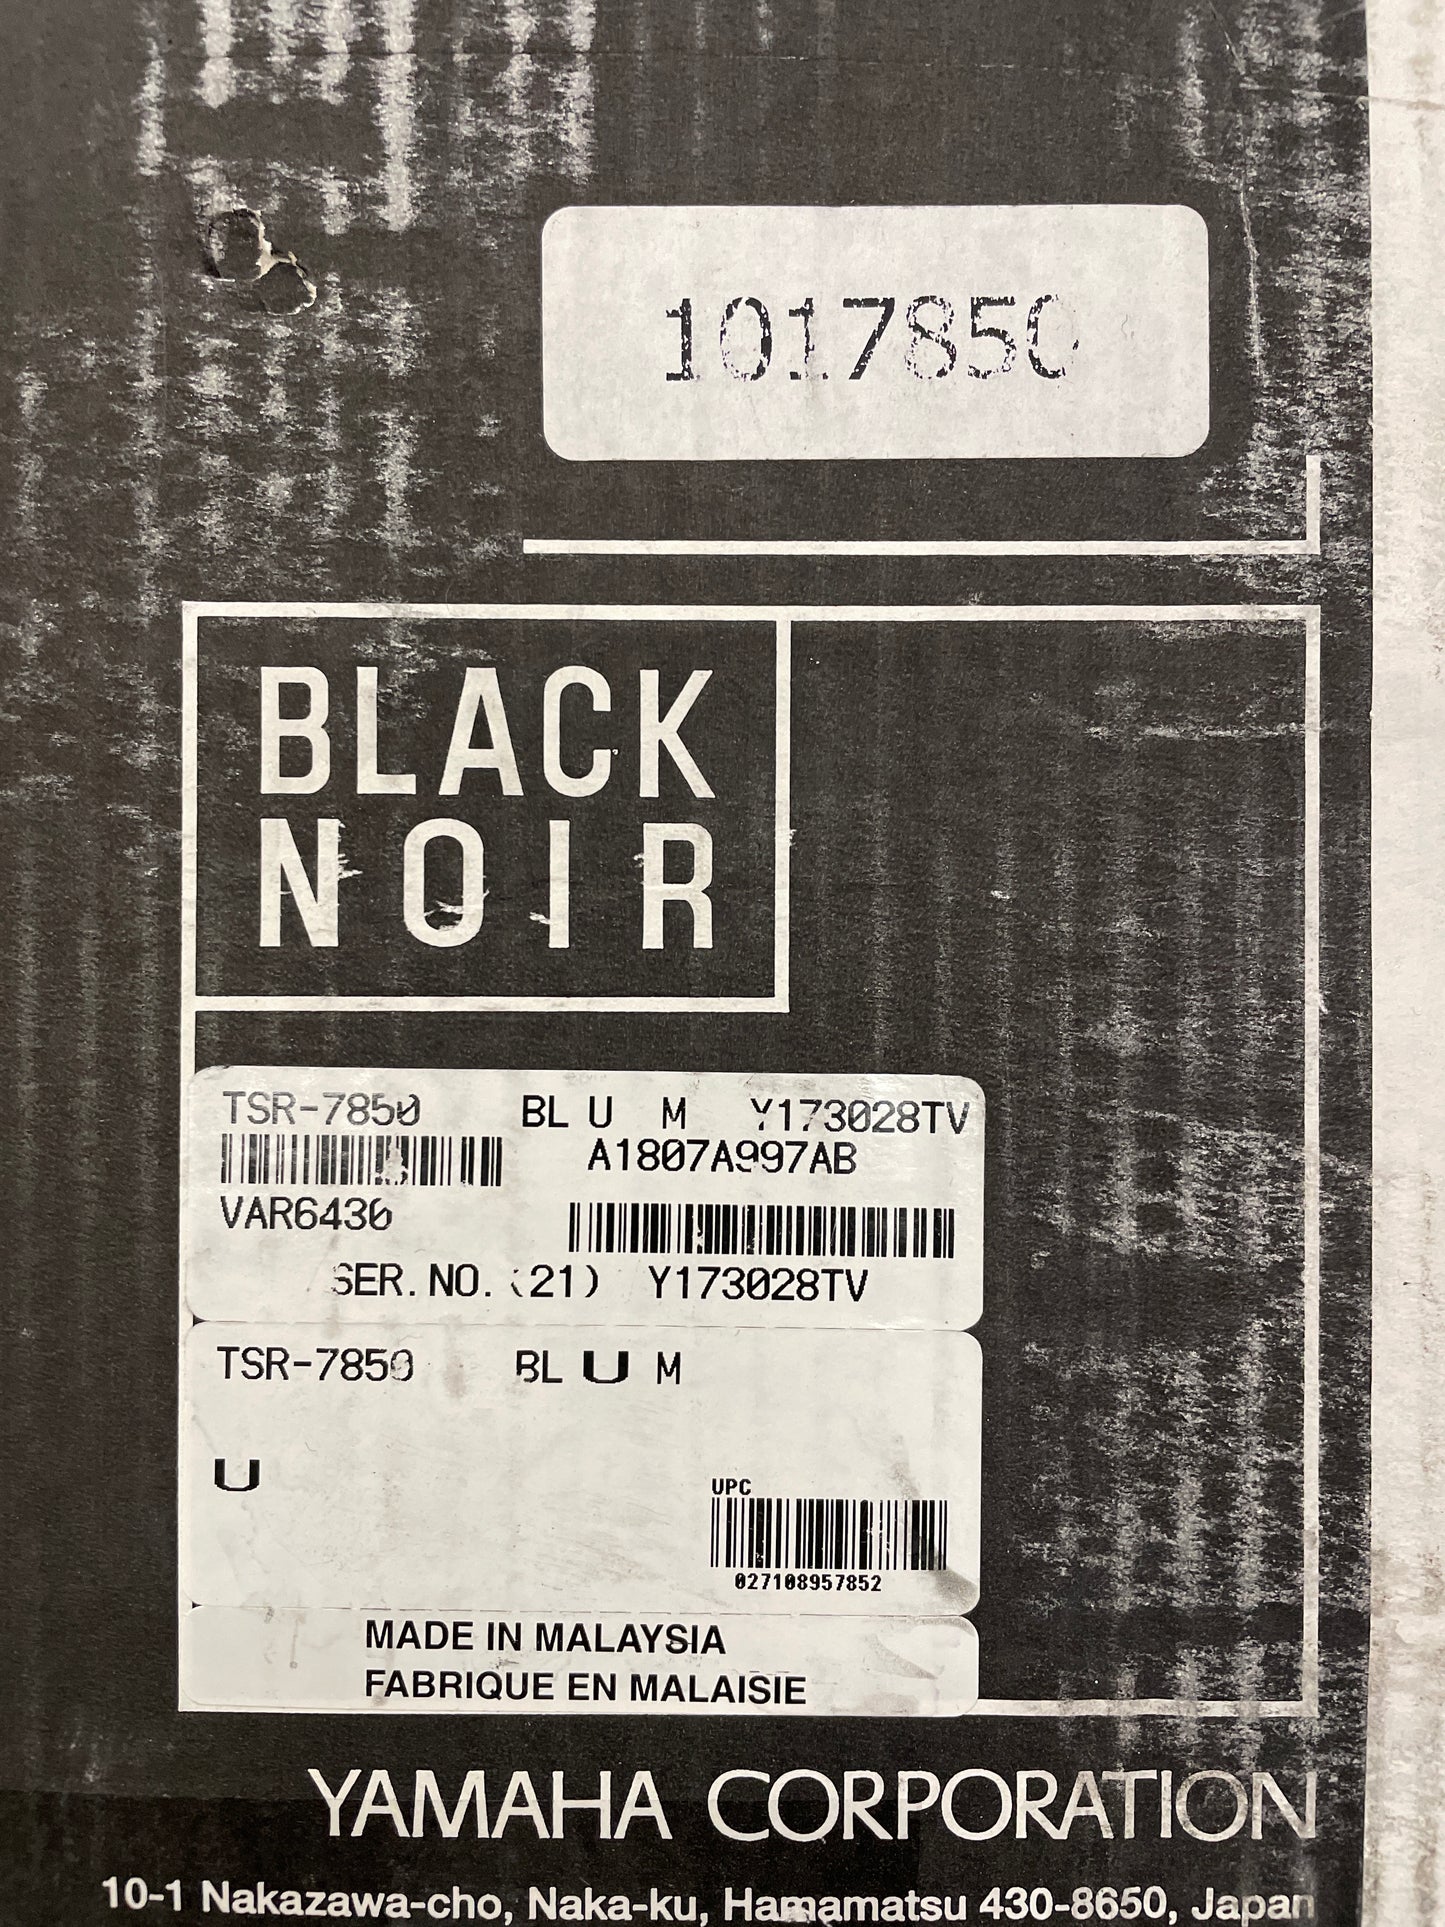 1017850
BLACK
NOIR
TSR-7850 BL U M Y173028TV
A1807A997AB
VAR6430
SER.NO.(21) Y173028TV
TSR-7850 BL U M
U
UPC
027108957852
MADE IN MALAYSIA
FABRIQUE EN MALAISIE
YAMAHA CORPORATION
10-1 Nakazawa-cho, Naka-ku, Hamamatsu 430-8650, Japan